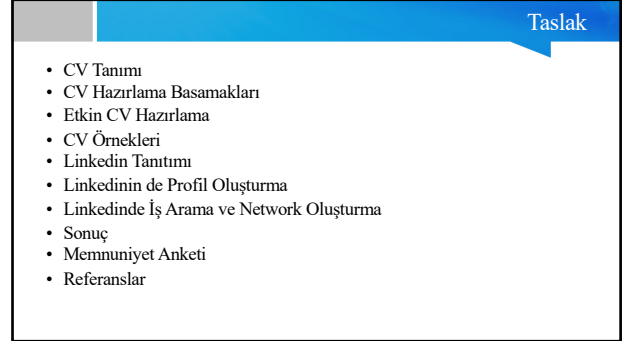 Taslak
• CV Tanımı
• CV Hazırlama Basamakları
• Etkin CV Hazırlama
• CV Örnekleri
• Linkedin Tanıtımı
• Linkedinin de Profil Oluşturma
• Linkedinde İş Arama ve Network Oluşturma
• Sonuç
• Memnuniyet Anketi
• Referanslar